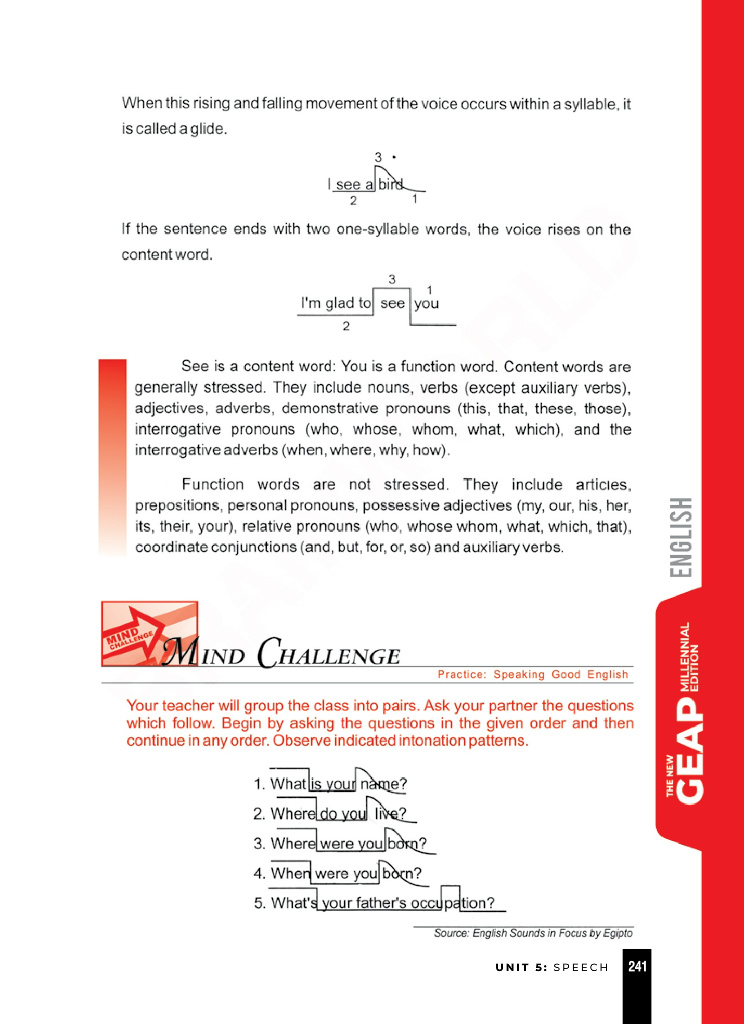 When this rising and falling movement of the voice occurs within a syllable, it
is called a glide.
3
I see a bird
2 1
If the sentence ends with two one-syllable words, the voice rises on the
content word.
3
1
I'm glad to see you
2
See is a content word: You is a function word. Content words are
generally stressed. They include nouns, verbs (except auxiliary verbs),
adjectives, adverbs, demonstrative pronouns (this, that, these, those),
interrogative pronouns (who, whose, whom, what, which), and the
interrogative adverbs (when, where, why, how).
Function words are not stressed. They include articles,
prepositions, personal pronouns, possessive adjectives (my, our, his, her,
its, their, your), relative pronouns (who, whose whom, what, which, that),
coordinate conjunctions (and, but, for, or, so) and auxiliary verbs.
MIND
CHALLENGE
MIND CHALLENGE
Practice: Speaking Good English
Your teacher will group the class into pairs. Ask your partner the questions
which follow. Begin by asking the questions in the given order and then
continue in any order. Observe indicated intonation patterns.
1. What is your name?
2. Where do you live?
3. Where were you born?
4. When were you born?
5. What's your father's occupation?
Source: English Sounds in Focus by Egipto
UNIT 5: SPEECH 241
ENGLISH
THE NEW
GEAP MILLENNIAL
EDITION